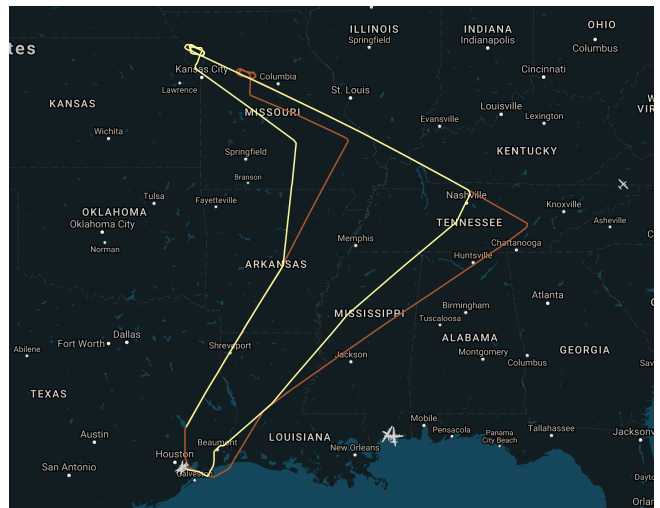 ILLINOIS
Springfield
INDIANA
Indianapolis
OHIO
Columbus
tes
Kansas City
Columbia
Lawrence
St. Louis
Cincinnati
KANSAS
MISSOURI
Evansville
Louisville
Lexington
W
VIR
Wichita
KENTUCKY
Springfield
Branson
Tulsa
Fayetteville
Nashville
Knoxville
OKLAHOMA
Oklahoma City
TENNESSEE
Asheville
Norman
Memphis
Chattanooga
C
Huntsville
ARKANSAS
Atlanta
MISSISSIPPI
Birmingham
Tuscaloosa
Dallas
Fort Worth
Abilene
Shreveport
Jackson
ALABAMA
Montgomery
GEORGIA
Columbus
Sav
TEXAS
Austin
LOUISIANA
Mobile
Pensacola
Panama
City Beach
Tallahassee
Jacksonv
Beaumont
New Orleans
Houston
San Antonio
Galveston
Dayto
Orlan